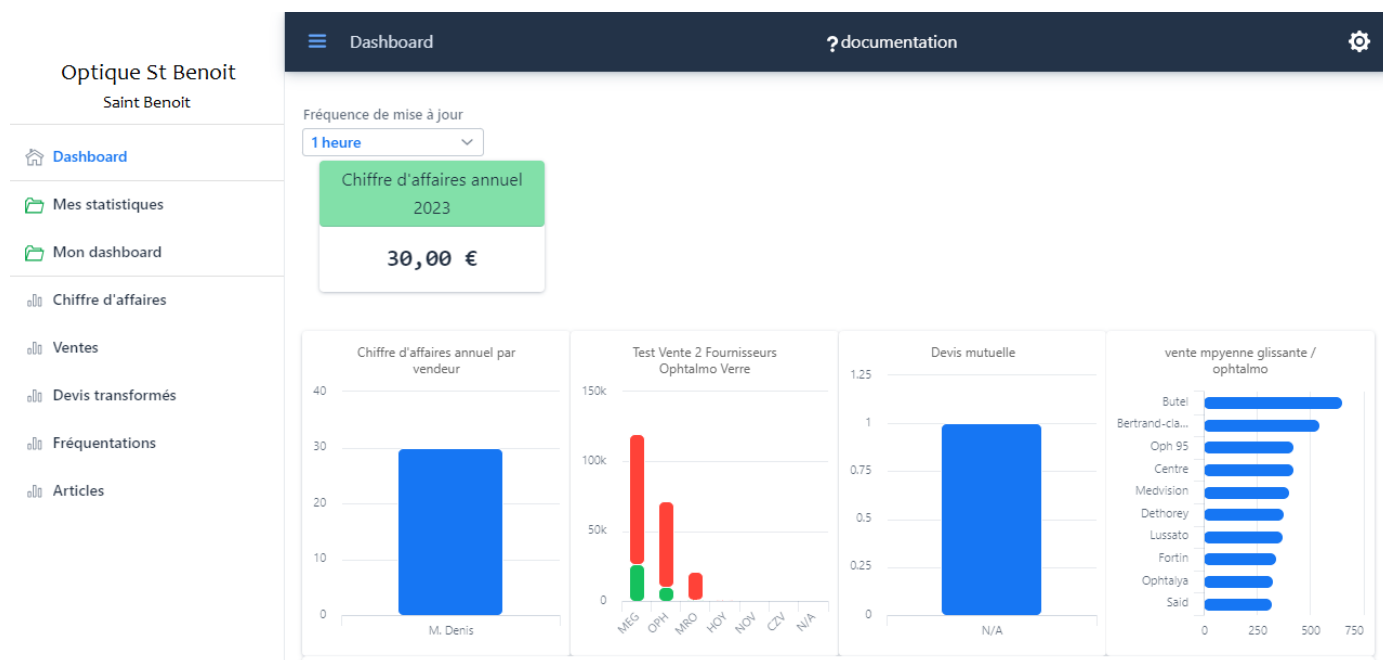 Optique St Benoit
Saint Benoit
Dashboard
Mes statistiques
Mon dashboard
Chiffre d'affaires
Ventes
Devis transformés
Fréquentations
Articles
Dashboard
?documentation
Fréquence de mise à jour
1 heure
Chiffre d'affaires annuel
2023
30,00 €
Chiffre d'affaires annuel par
vendeur
40
30
20
10
0
M. Denis
Test Vente 2 Fournisseurs
Ophtalmo Verre
150k
100k
50k
0
MEG
OPH
MRO
HOY
NOV
CZV
N/A
Devis mutuelle
1.25
1
0.75
0.5
0.25
0
N/A
vente mpyenne glissante /
ophtalmo
Butel
Bertrand-cla...
Oph 95
Centre
Medvision
Dethorey
Lussato
Fortin
Ophtalya
Said
0 250 500 750